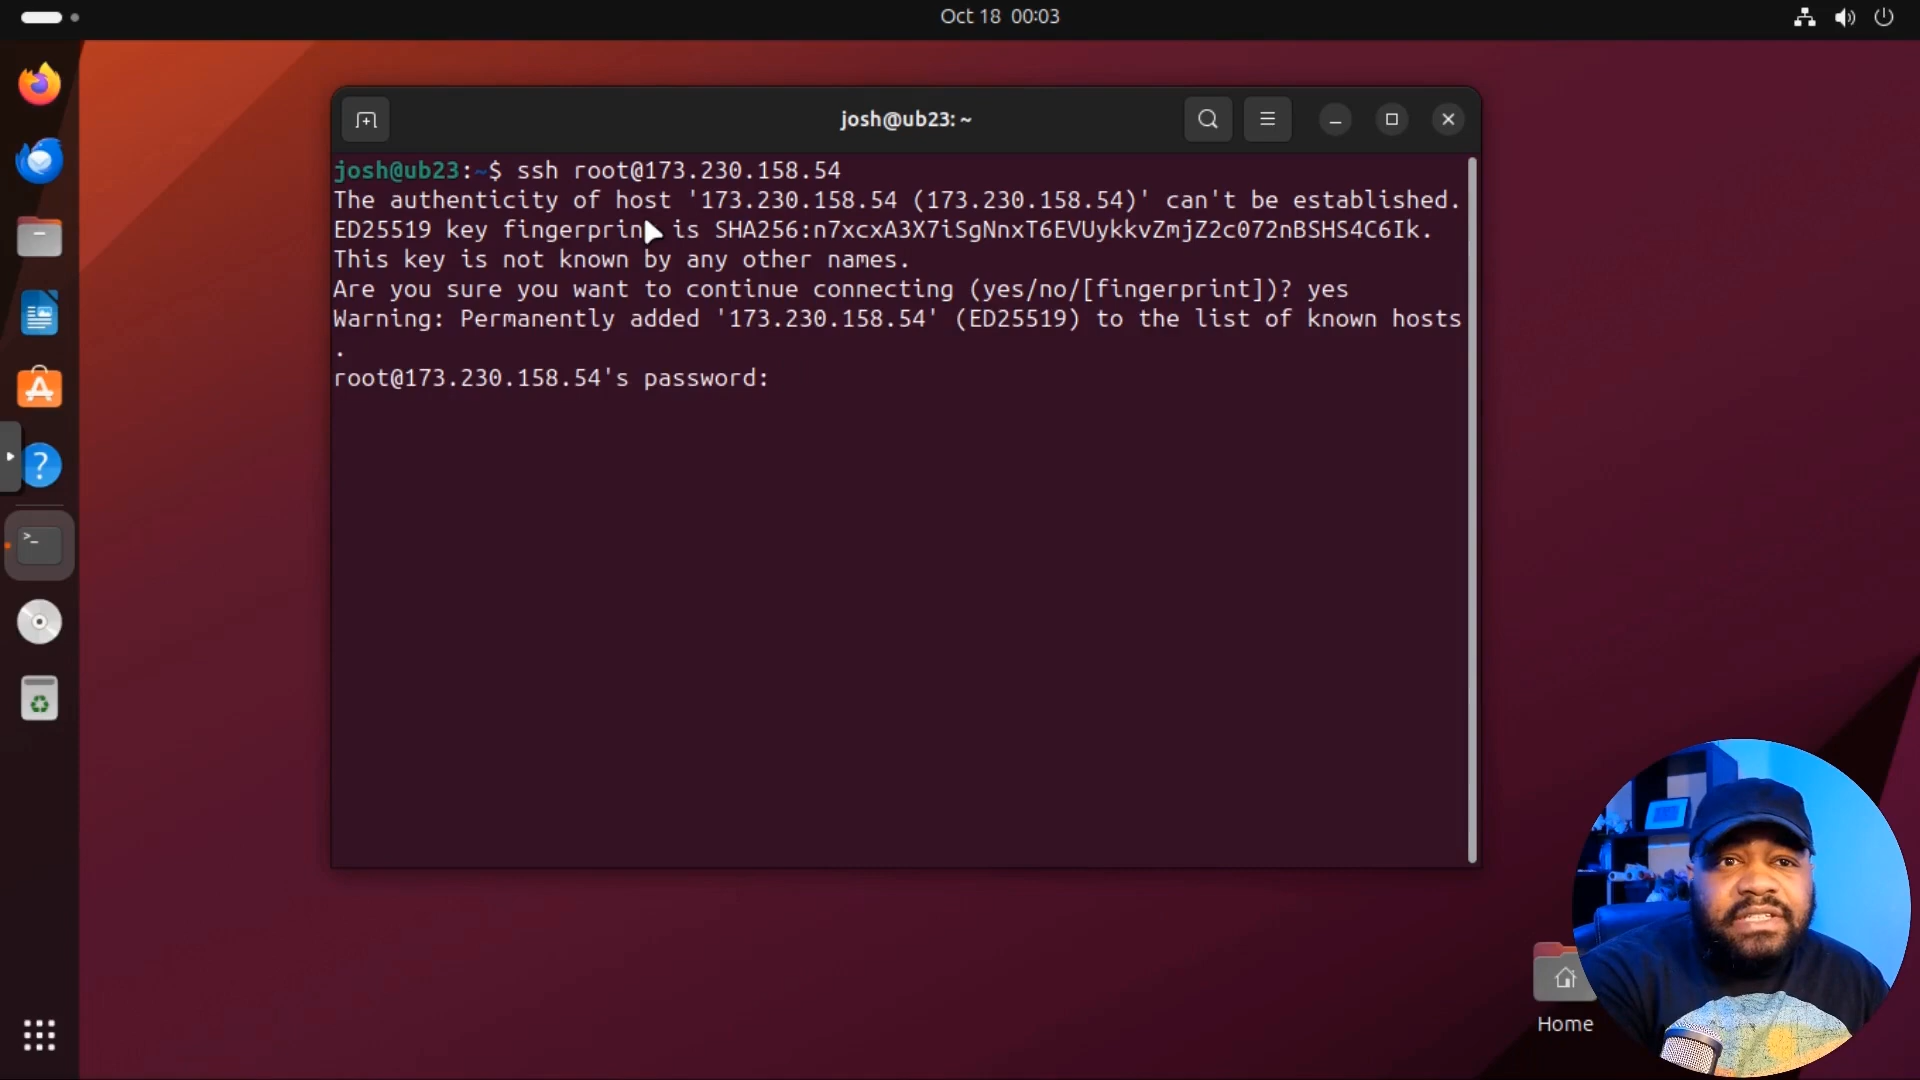 Oct 18 00:03
josh@ub23: ~
josh@ub23:~$ ssh root@173.230.158.54
The authenticity of host '173.230.158.54 (173.230.158.54)' can't be established.
ED25519 key fingerprint is SHA256:n7xcxA3X7iSgNnxT6EVUykkvZmjZ2c072nBSHS4C6Ik.
This key is not known by any other names.
Are you sure you want to continue connecting (yes/no/[fingerprint])? yes
Warning: Permanently added '173.230.158.54' (ED25519) to the list of known hosts
.
root@173.230.158.54's password:
Home